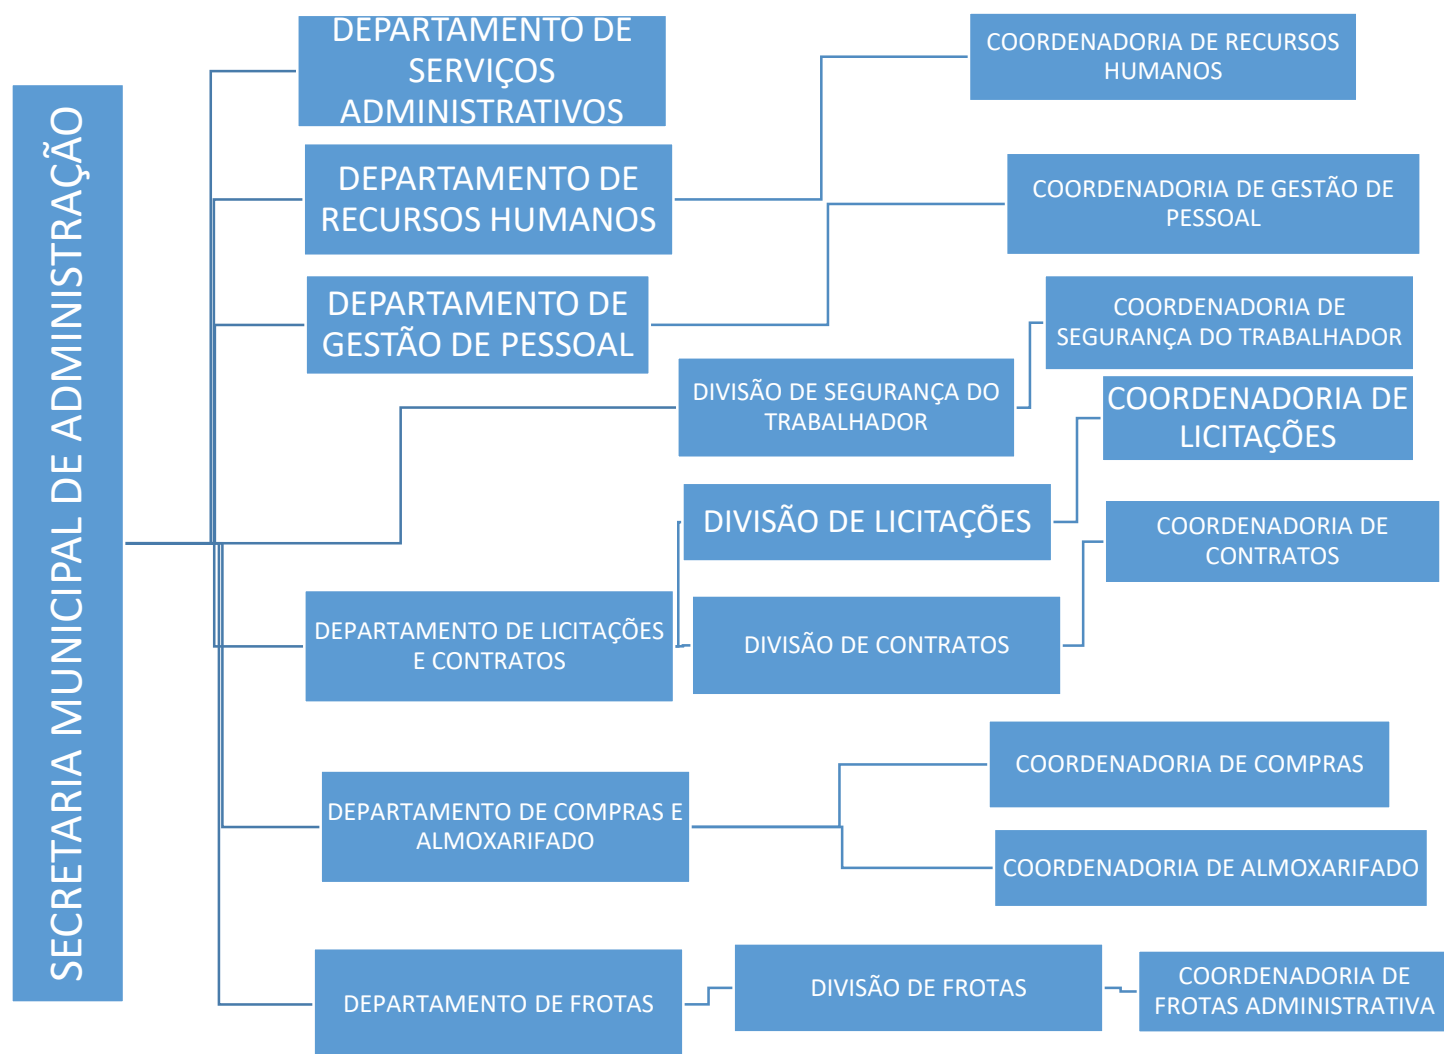 SECRETARIA MUNICIPAL DE ADMINISTRAÇÃO
DEPARTAMENTO DE
SERVIÇOS
ADMINISTRATIVOS
DEPARTAMENTO DE
RECURSOS HUMANOS
COORDENADORIA DE RECURSOS
HUMANOS
DEPARTAMENTO DE
GESTÃO DE PESSOAL
COORDENADORIA DE GESTÃO DE
PESSOAL
DIVISÃO DE SEGURANÇA DO
TRABALHADOR
COORDENADORIA DE
SEGURANÇA DO TRABALHADOR
DEPARTAMENTO DE LICITAÇÕES
E CONTRATOS
DIVISÃO DE LICITAÇÕES
COORDENADORIA DE
LICITAÇÕES
DIVISÃO DE CONTRATOS
COORDENADORIA DE
CONTRATOS
DEPARTAMENTO DE COMPRAS E
ALMOXARIFADO
COORDENADORIA DE COMPRAS
COORDENADORIA DE ALMOXARIFADO
DEPARTAMENTO DE FROTAS
DIVISÃO DE FROTAS
COORDENADORIA DE
FROTAS ADMINISTRATIVA